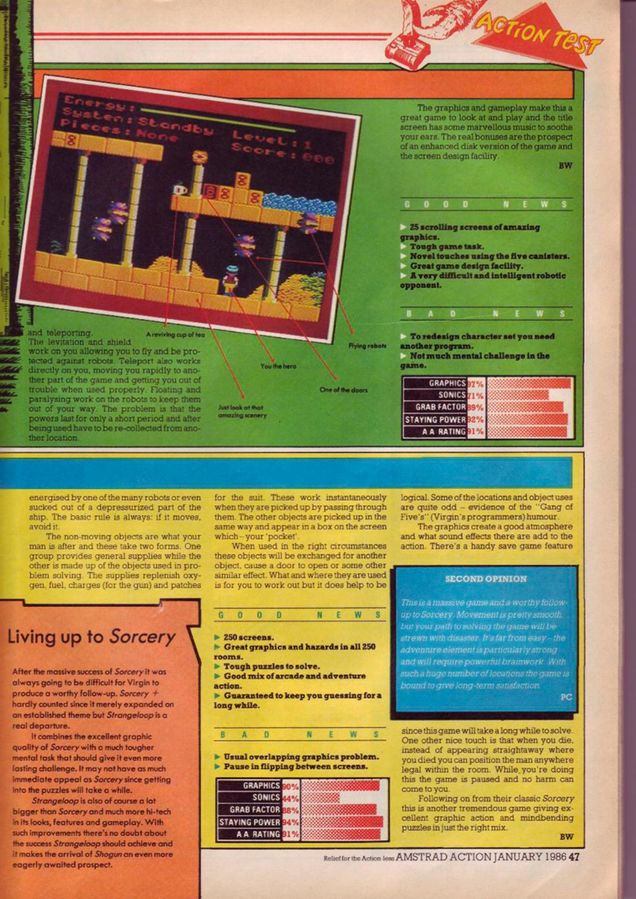 ACTION TEST
Energy:
System: Standby Level: 1
Pieces: None Score: 000
A reviving cup of tea
You the hero
Flying robots
One of the doors
Just look at that
amazing scenery
and teleporting.
The levitation and shield
work on you allowing you to fly and be pro-
tected against robots. Teleport also works
directly on you, moving you rapidly to ano-
ther part of the game and getting you out of
trouble when used properly. Floating and
paralysing work on the robots to keep them
out of your way. The problem is that the
powers last for only a short period and after
being used have to be re-collected from ano-
ther location.
The graphics and gameplay make this a
great game to look at and play and the title
screen has some marvellous music to soothe
your ears. The real bonuses are the prospect
of an enhanced disk version of the game and
the screen design facility.
BW
GOOD NEWS
▶ 25 scrolling screens of amazing
graphics.
▶ Tough game task.
▶ Novel touches using the five canisters.
▶ Great game design facility.
▶ A very difficult and intelligent robotic
opponent.
BAD NEWS
▶ To redesign character set you need
another program.
▶ Not much mental challenge in the
game.
GRAPHICS 97%
SONICS 71%
GRAB FACTOR 89%
STAYING POWER 92%
AA RATING 91%
energised by one of the many robots or even
sucked out of a depressurized part of the
ship. The basic rule is always: if it moves,
avoid it.
The non-moving objects are what your
man is after and these take two forms. One
group provides general supplies while the
other is made up of the objects used in pro-
blem solving. The supplies replenish oxy-
gen, fuel, charges (for the gun) and patches
for the suit. These work instantaneously
when they are picked up by passing through
them. The other objects are picked up in the
same way and appear in a box on the screen
which – your 'pocket'.
When used in the right circumstances
these objects will be exchanged for another
object, cause a door to open or some other
similar effect. What and where they are used
is for you to work out but it does help to be
logical. Some of the locations and object uses
are quite odd – evidence of the "Gang of
Five's" (Virgin's programmers) humour.
The graphics create a good atmosphere
and what sound effects there are add to the
action. There's a handy save game feature
SECOND OPINION
This is a massive game and a worthy follow-
up to Sorcery. Movement is pretty smooth,
but your path to solving the game will be
strewn with disaster. It's far from easy – the
adventure element is particularly strong
and will require powerful brainwork. With
such a huge number of locations the game is
bound to give long-term satisfaction.
PC
since this game will take a long while to solve.
One other nice touch is that when you die,
instead of appearing straightaway where
you died you can position the man anywhere
legal within the room. While you're doing
this the game is paused and no harm can
come to you.
Following on from their classic Sorcery
this is another tremendous game giving ex-
cellent graphic action and mindbending
puzzles in just the right mix.
BW
GOOD NEWS
▶ 250 screens.
▶ Great graphics and hazards in all 250
rooms.
▶ Tough puzzles to solve.
▶ Good mix of arcade and adventure
action.
▶ Guaranteed to keep you guessing for a
long while.
BAD NEWS
▶ Usual overlapping graphics problem.
▶ Pause in flipping between screens.
GRAPHICS 90%
SONICS 44%
GRAB FACTOR 88%
STAYING POWER 94%
AA RATING 91%
Living up to Sorcery
After the massive success of Sorcery it was
always going to be difficult for Virgin to
produce a worthy follow-up. Sorcery +
hardly counted since it merely expanded on
an established theme but Strangeloop is a
real departure.
It combines the excellent graphic
quality of Sorcery with a much tougher
mental task that should give it even more
lasting challenge. It may not have as much
immediate appeal as Sorcery since getting
into the puzzles will take a while.
Strangeloop is also of course a lot
bigger than Sorcery and much more hi-tech
in its looks, features and gameplay. With
such improvements there's no doubt about
the success Strangeloop should achieve and
it makes the arrival of Shogun an even more
eagerly awaited prospect.
Relief for the Action-less AMSTRAD ACTION JANUARY 1986 47